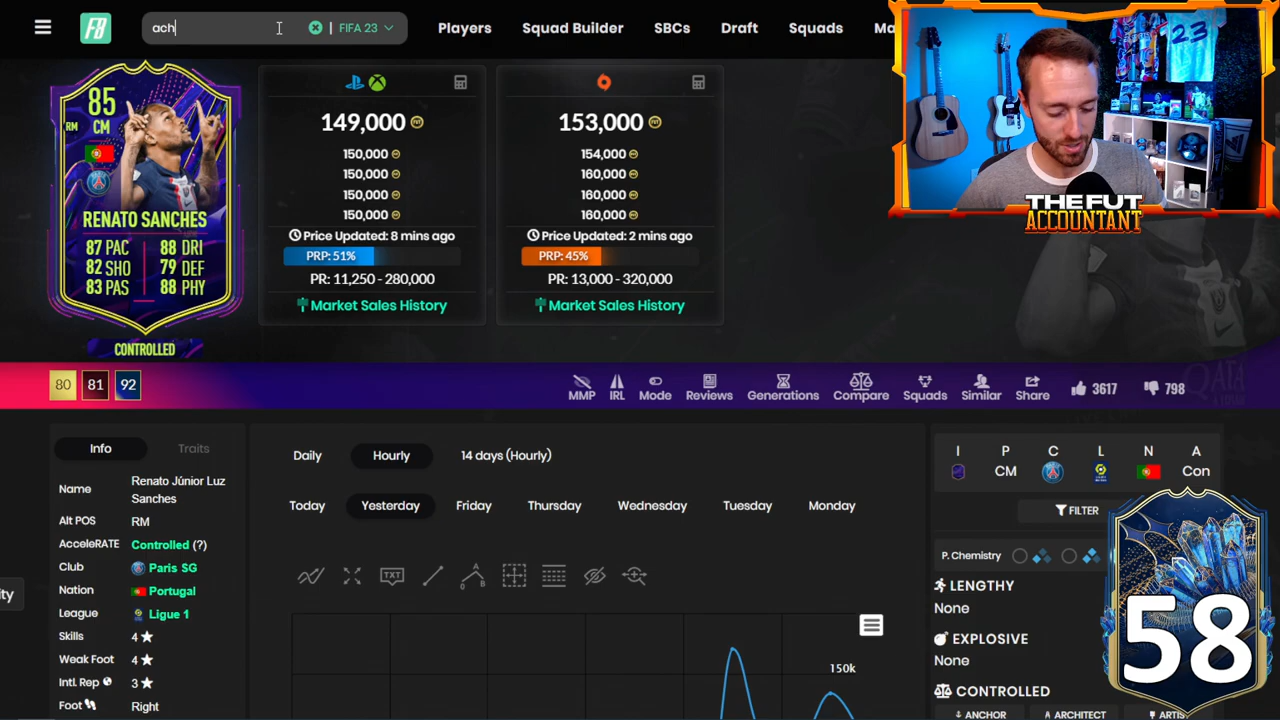 FB
ach
FIFA 23
Players
Squad Builder
SBCs
Draft
Squads
Ma
23
85
RM
CM
RENATO SANCHES
87 PAC
88 DRI
82 SHO
79 DEF
83 PAS
88 PHY
CONTROLLED
149,000
150,000
150,000
150,000
150,000
Price Updated: 8 mins ago
PRP: 51%
PR: 11,250 - 280,000
Market Sales History
153,000
154,000
160,000
160,000
160,000
Price Updated: 2 mins ago
PRP: 45%
PR: 13,000 - 320,000
Market Sales History
THE FUT
ACCOUNTANT
80
81
92
MMP
IRL
Mode
Reviews
Generations
Compare
Squads
Similar
Share
3617
798
Info
Traits
Name
Renato Júnior Luz
Sanches
Alt POS
RM
AcceleRATE
Controlled (?)
Club
Paris SG
Nation
Portugal
League
Ligue 1
Skills
4
Weak Foot
4
Intl. Rep
3
Foot
Right
ity
Daily
Hourly
14 days (Hourly)
Today
Yesterday
Friday
Thursday
Wednesday
Tuesday
Monday
TXT
150k
I
P
C
L
N
A
CM
Con
FILTER
P. Chemistry
LENGTHY
None
EXPLOSIVE
None
CONTROLLED
ANCHOR
ARCHITECT
58